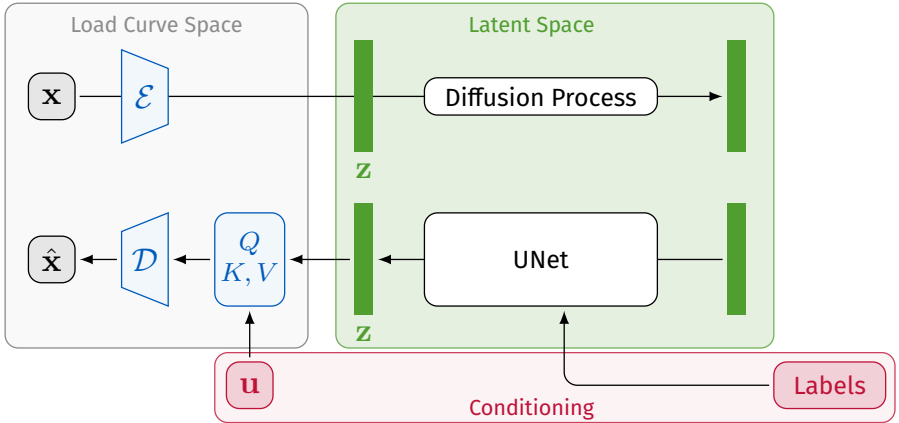 Load Curve Space
Latent Space
x
ℰ
Diffusion Process
z
x̂
𝒟
Q
K, V
UNet
z
u
Labels
Conditioning